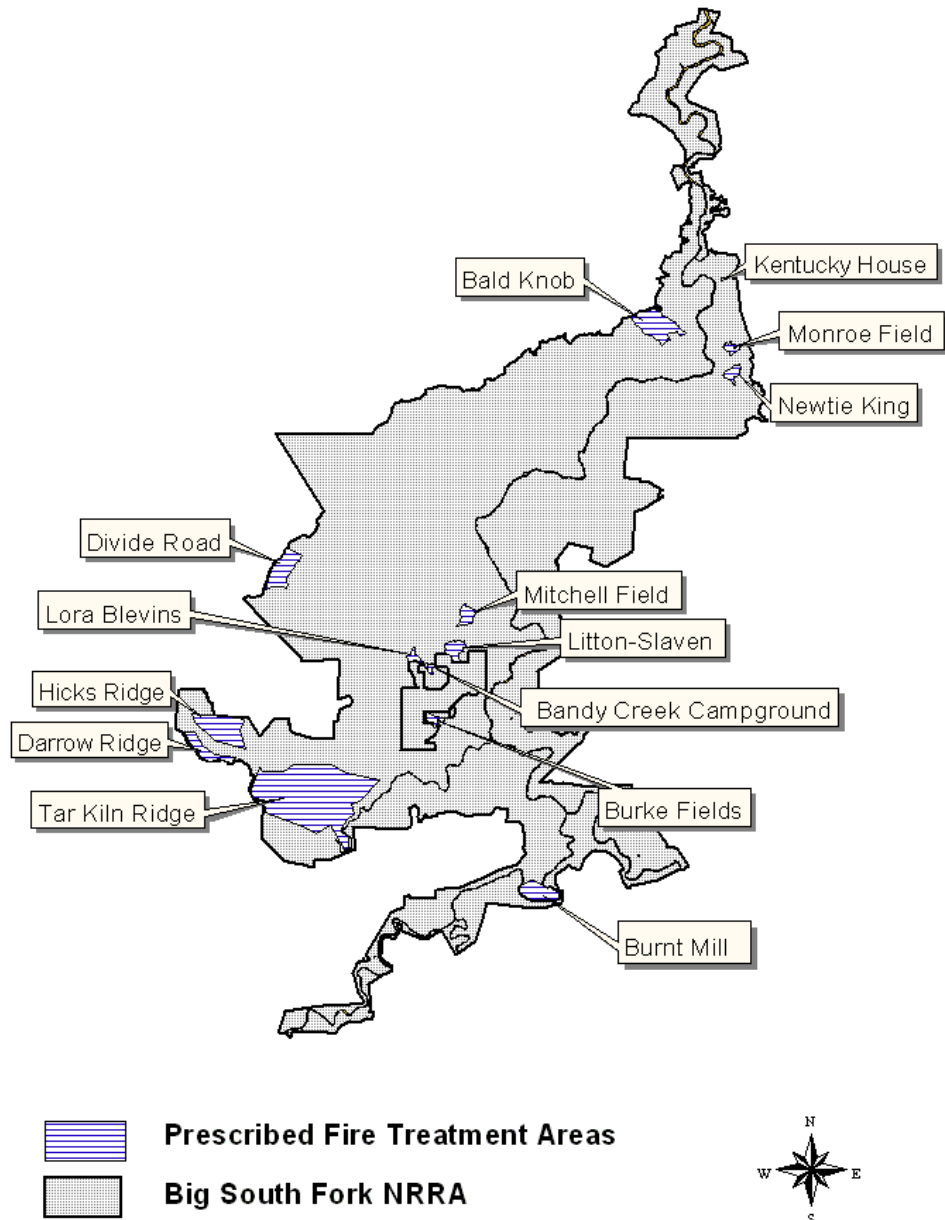 Kentucky House
Bald Knob
Monroe Field
Newtie King
Divide Road
Mitchell Field
Lora Blevins
Litton-Slaven
Hicks Ridge
Bandy Creek Campground
Darrow Ridge
Tar Kiln Ridge
Burke Fields
Burnt Mill
Prescribed Fire Treatment Areas
Big South Fork NRRA
N
W E
S